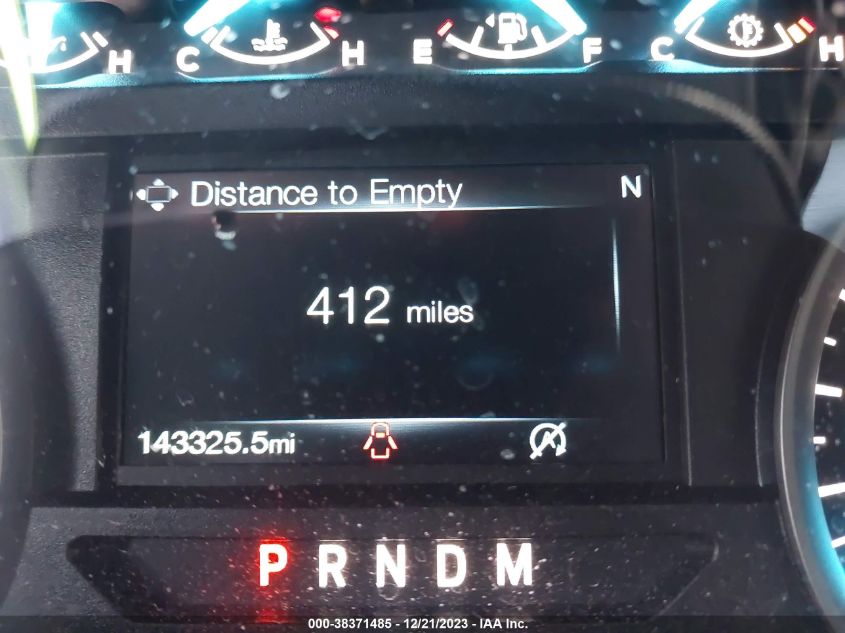 H C H E F C H
Distance to Empty N
412 miles
143325.5mi
P R N D M
000-38371485 - 12/21/2023 - IAA Inc.